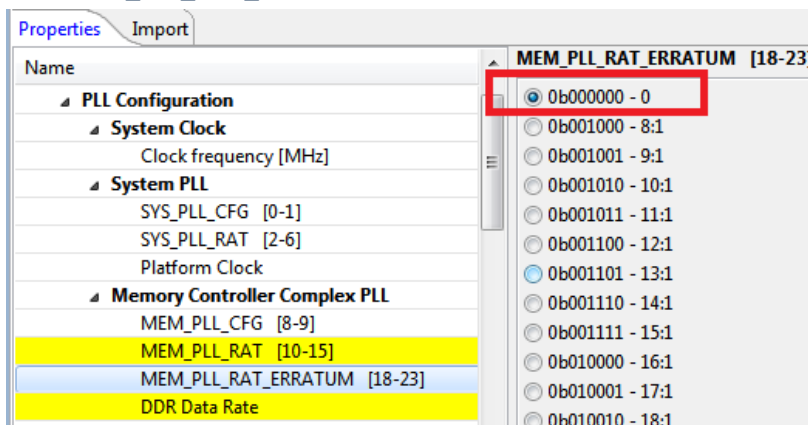 Properties Import
Name
PLL Configuration
System Clock
Clock frequency [MHz]
System PLL
SYS_PLL_CFG [0-1]
SYS_PLL_RAT [2-6]
Platform Clock
Memory Controller Complex PLL
MEM_PLL_CFG [8-9]
MEM_PLL_RAT [10-15]
MEM_PLL_RAT_ERRATUM [18-23]
DDR Data Rate
MEM_PLL_RAT_ERRATUM [18-23]
0b000000 - 0
0b001000 - 8:1
0b001001 - 9:1
0b001010 - 10:1
0b001011 - 11:1
0b001100 - 12:1
0b001101 - 13:1
0b001110 - 14:1
0b001111 - 15:1
0b010000 - 16:1
0b010001 - 17:1
0b010010 - 18:1